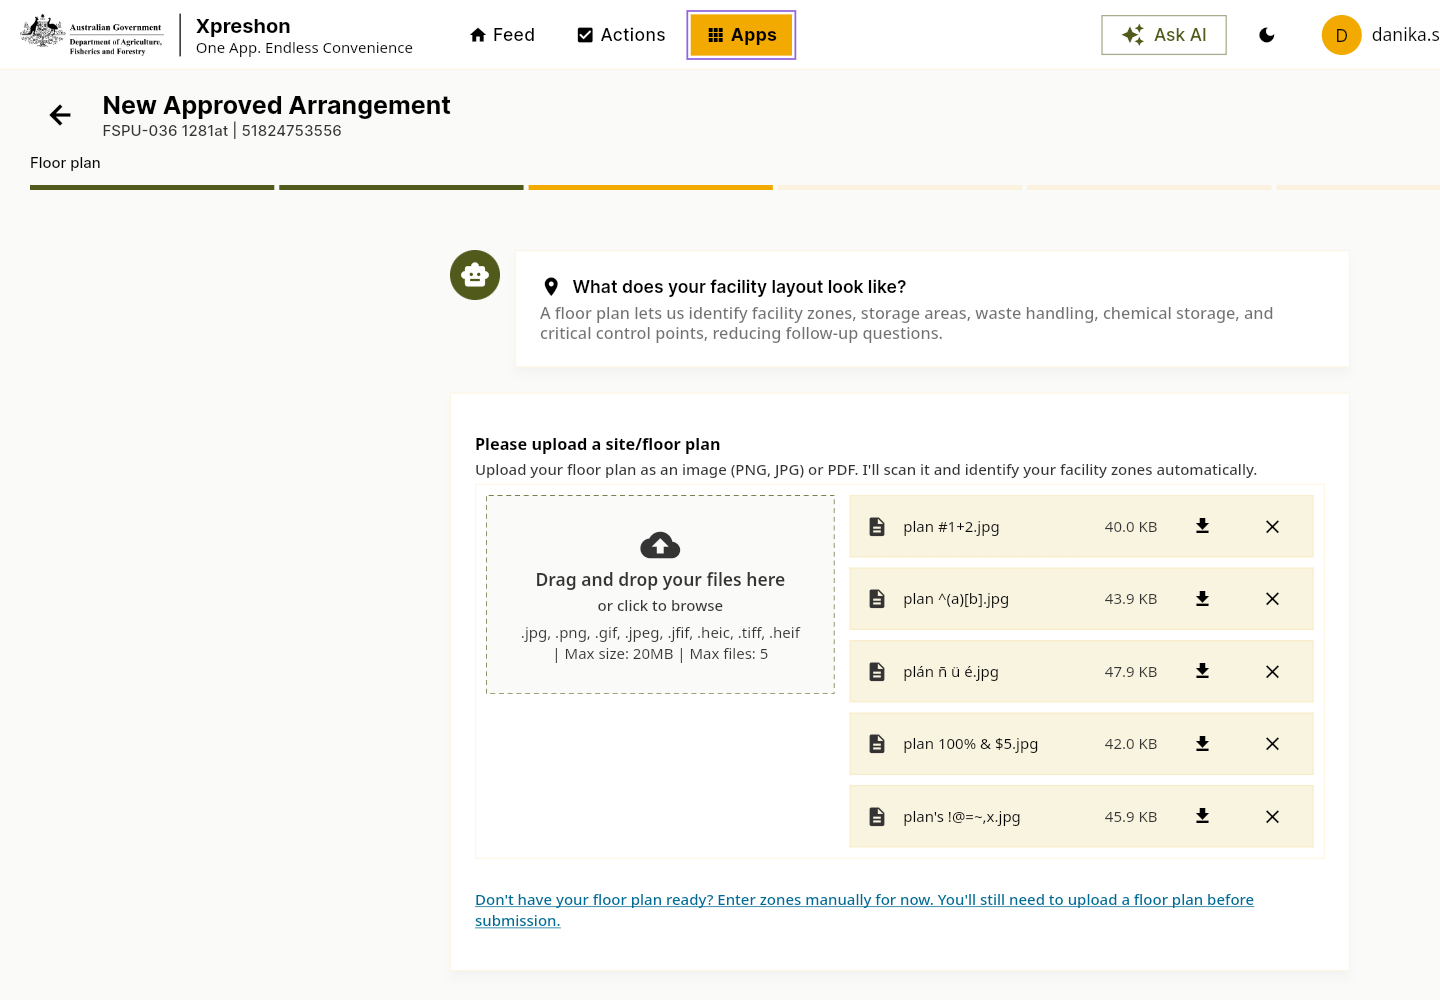 Australian Government
Department of Agriculture,
Fisheries and Forestry
Xpreshon
One App. Endless Convenience
Feed
Actions
Apps
Ask AI
D
danika.s
New Approved Arrangement
FSPU-036 1281at | 51824753556
Floor plan
What does your facility layout look like?
A floor plan lets us identify facility zones, storage areas, waste handling, chemical storage, and
critical control points, reducing follow-up questions.
Please upload a site/floor plan
Upload your floor plan as an image (PNG, JPG) or PDF. I'll scan it and identify your facility zones automatically.
Drag and drop your files here
or click to browse
.jpg, .png, .gif, .jpeg, .jfif, .heic, .tiff, .heif
| Max size: 20MB | Max files: 5
plan #1+2.jpg 40.0 KB
plan ^(a)[b].jpg 43.9 KB
plán ñ ü é.jpg 47.9 KB
plan 100% & $5.jpg 42.0 KB
plan's !@=~,x.jpg 45.9 KB
Don't have your floor plan ready? Enter zones manually for now. You'll still need to upload a floor plan before
submission.